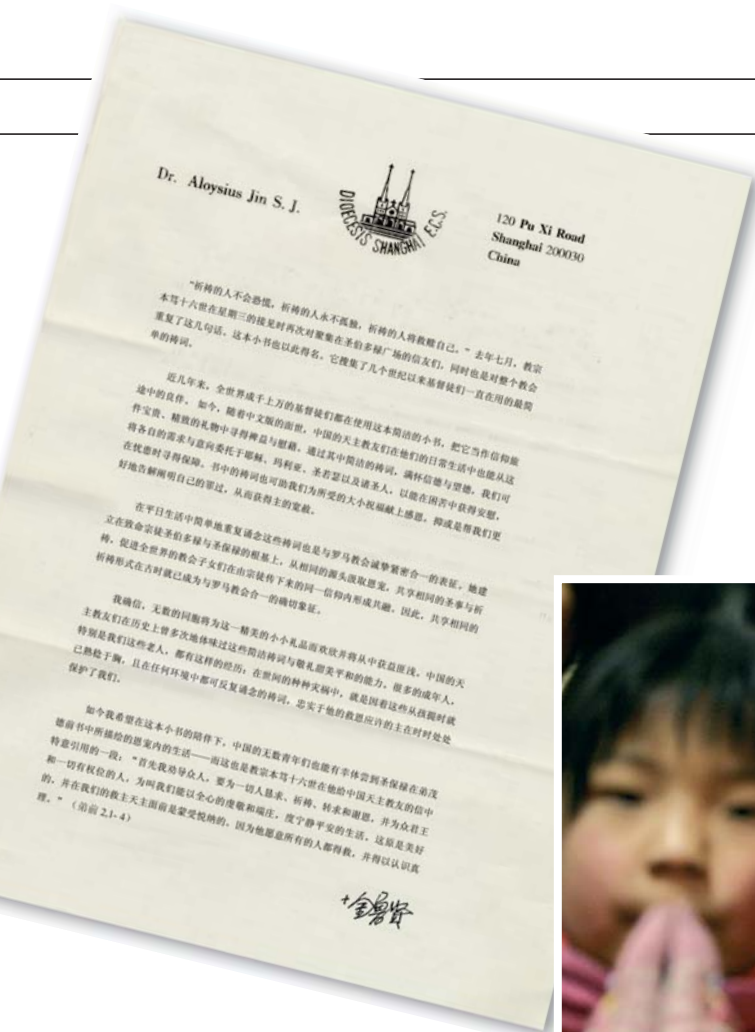 Dr. Aloysius Jin S. J.
DIOECESIS SHANGHAI E.C.S.
120 Pu Xi Road
Shanghai 200030
China
“祈祷的人不会恐慌，祈祷的人永不孤独，祈祷的人将救赎自己。”去年七月，教宗
本笃十六世在星期三的接见时再次对聚集在圣伯多禄广场的信友们，同时也是对整个教会
重复了这几句话。这本小书也以此得名。它搜集了几个世纪以来基督徒们一直在用的最简
单的祷词。
近几年来，全世界成千上万的基督徒们都在使用这本简洁的小书，把它当作信仰旅
途中的良伴。如今，随着中文版的面世，中国的天主教友们在他们的日常生活中也能从这
件宝贵、精致的礼物中寻得裨益与慰藉。通过其中简洁的祷词，满怀信德与望德，我们可
将各自的需求与意向委托于耶稣、玛利亚、圣若瑟以及诸圣人，以能在困苦中获得安慰，
在忧患时寻得保障。书中的祷词也可助我们为所受的大小祝福献上感恩，抑或是帮我们更
好地告解阐明自己的罪过，从而获得主的宽赦。
在平日生活中简单地重复诵念这些祷词也是与罗马教会诚挚紧密合一的表征。她建
立在致命宗徒圣伯多禄与圣保禄的根基上，从相同的源头汲取恩宠，共享相同的圣事与祈
祷，促进全世界的教会子女们在由宗徒传下来的同一信仰内形成共融。因此，共享相同的
祈祷形式在古时就已成为与罗马教会合一的确切象征。
我确信，无数的同胞将为这一精美的小小礼品而欢欣并将从中获益匪浅。中国的天
主教友们在历史上曾多次地体味过这些简洁祷词与敬礼甜美平和的能力。很多的成年人，
特别是我们这些老人，都有这样的经历：在世间的种种灾祸中，就是因着这些从孩提时就
已熟稔于胸，且在任何环境中都可反复诵念的祷词，忠实于他的救恩应许的主在时时处处
保护了我们。
如今我希望在这本小书的陪伴下，中国的无数青年们也能有幸体尝到圣保禄在弟茂
德前书中所描绘的恩宠内的生活——而这也是教宗本笃十六世在他给中国天主教友的信中
特意引用的一段：“首先我劝导众人，要为一切人恳求、祈祷、转求和谢恩，并为众君王
和一切有权位的人，为叫我们能以全心的虔敬和端庄，度宁静平安的生活，这原是美好
的，并在我们的救主天主面前是蒙受悦纳的，因为他愿意所有的人都得救，并得以认识真
理。”（弟前 2,1-4）
+金鲁贤